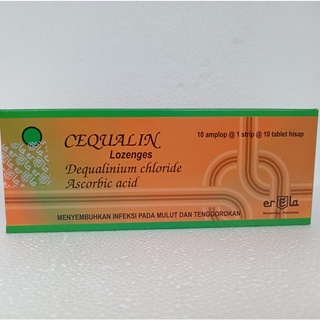 CEQUALIN
Lozenges
10 amplop @ 1 strip @ 10 tablet hisap
Dequalinium chloride
Ascorbic acid
MENYEMBUHKAN INFEKSI PADA MULUT DAN TENGGOROKAN
erela